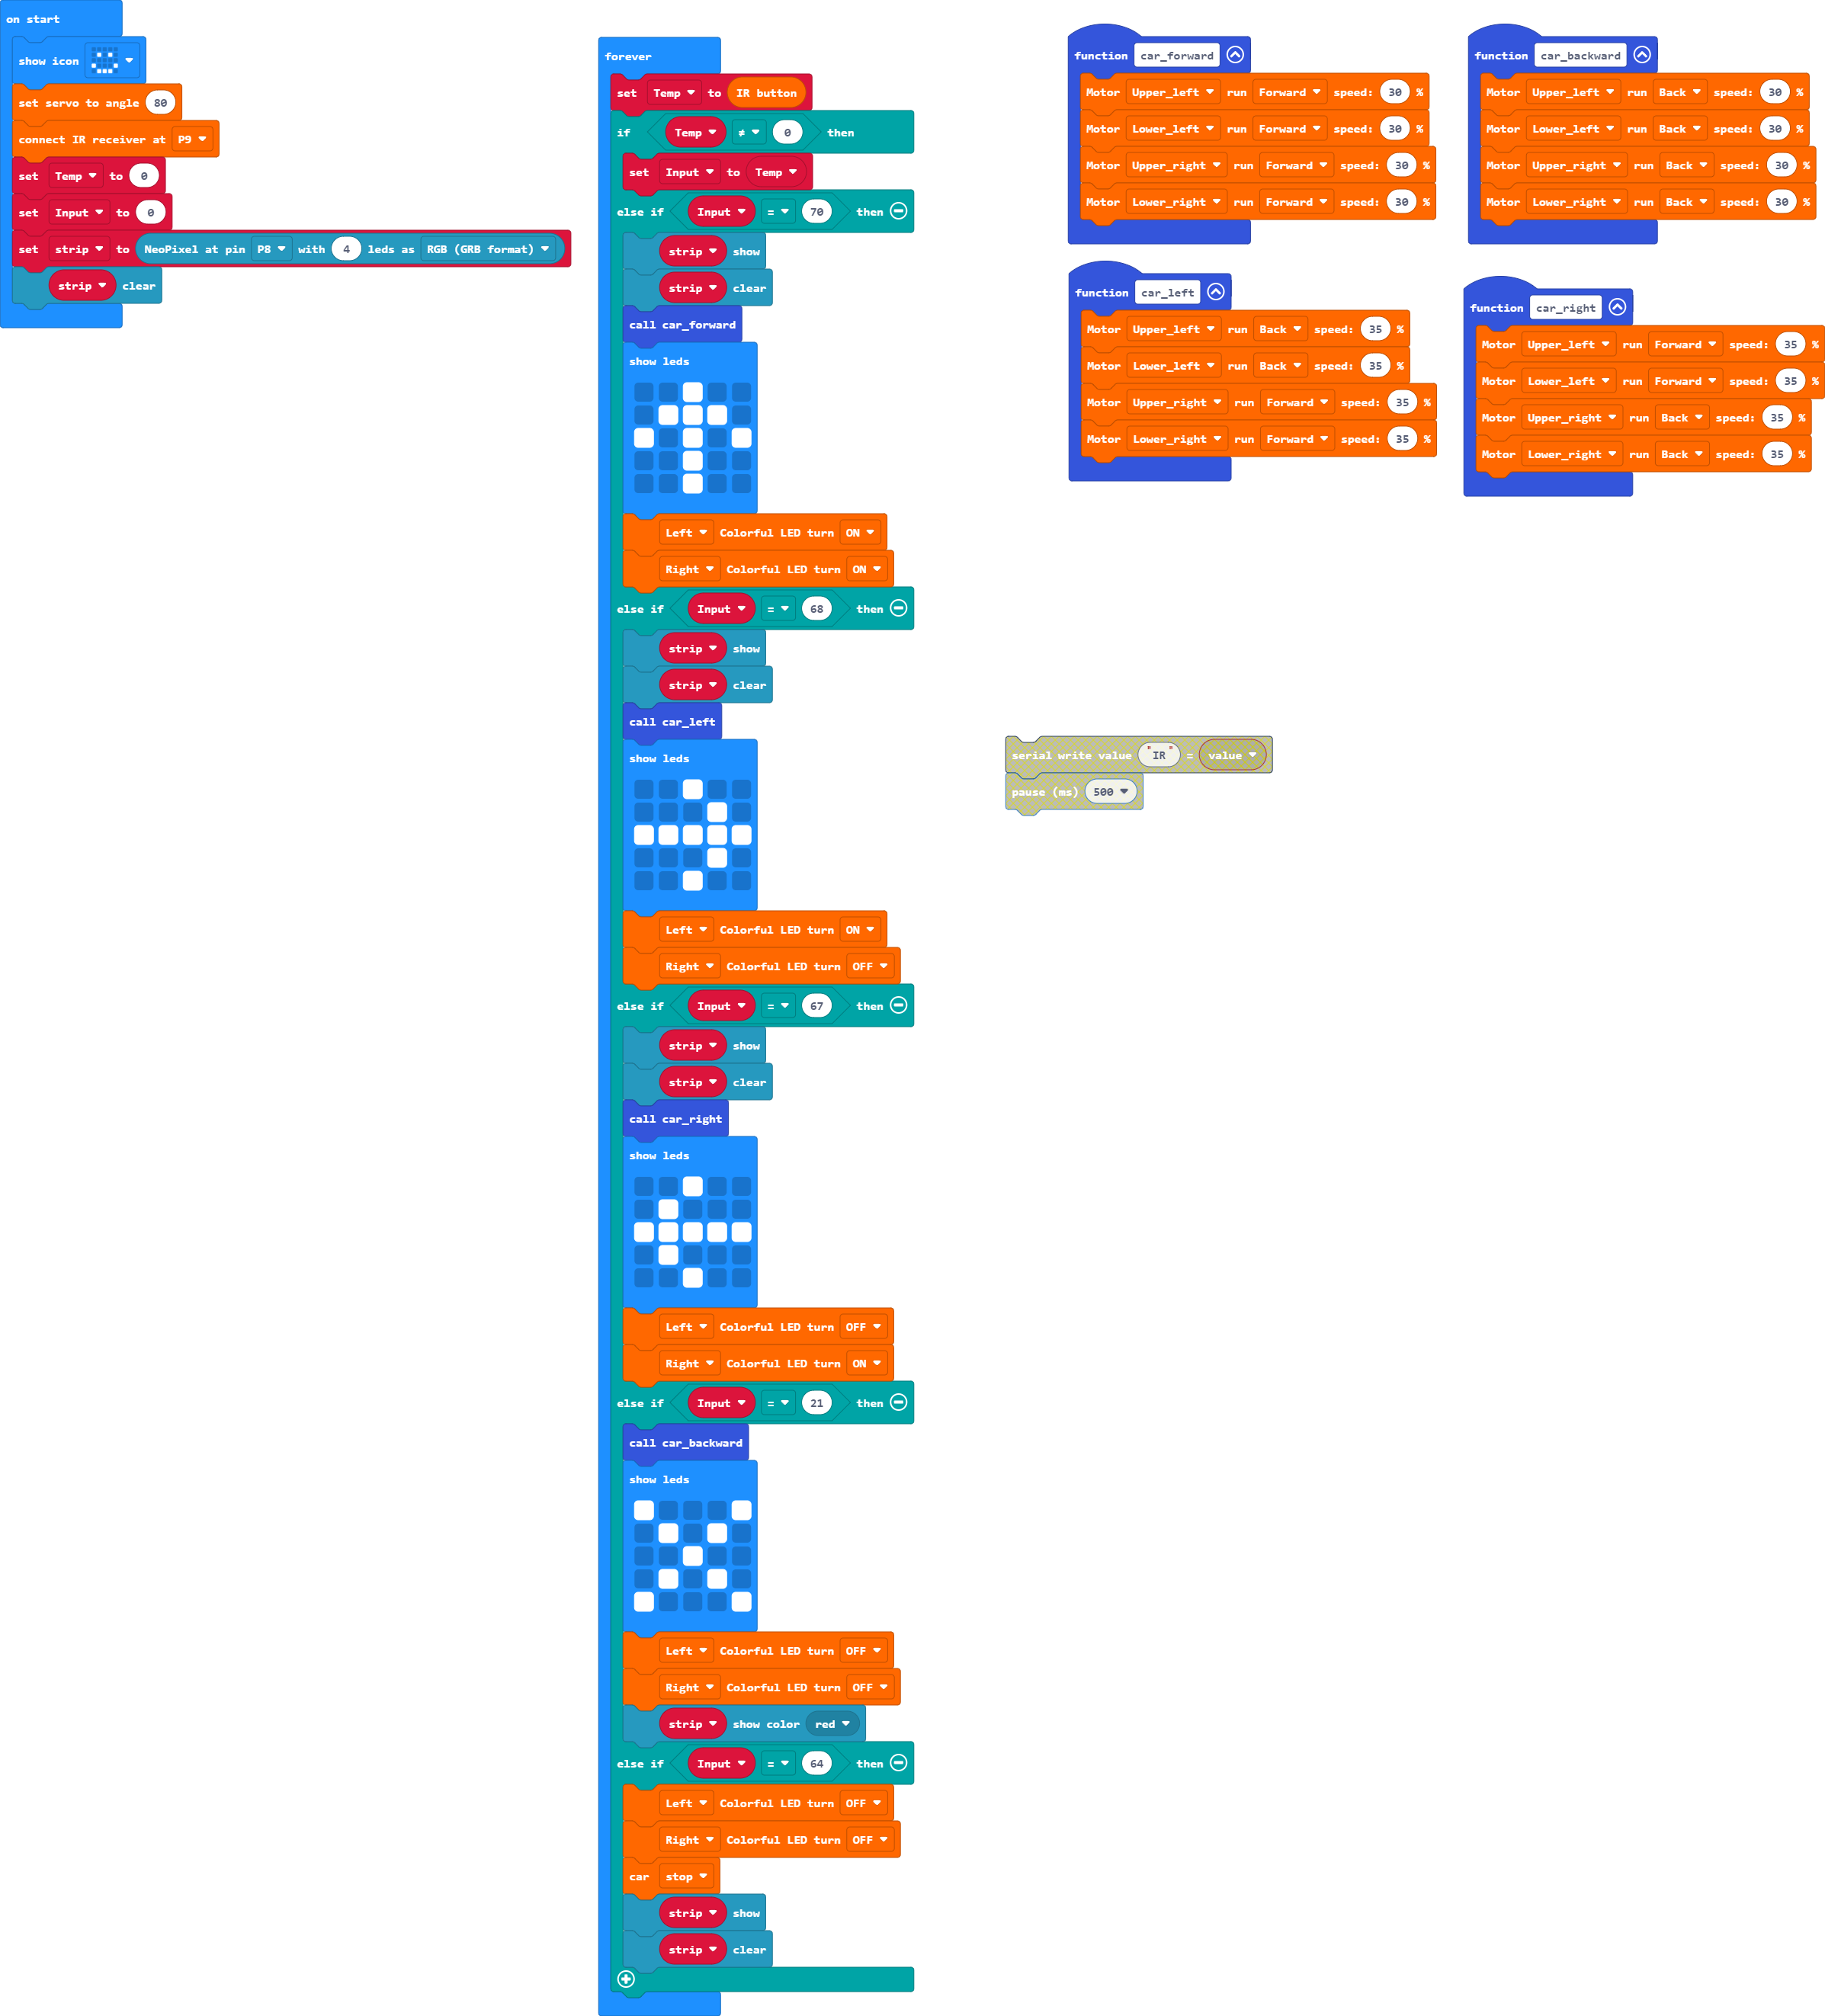 on start
show icon
set servo to angle 80
connect IR receiver at P9
set Temp to 0
set Input to 0
set strip to NeoPixel at pin P8 with 4 leds as RGB (GRB format)
strip clear
forever
set Temp to IR button
if Temp ≠ 0 then
set Input to Temp
else if Input = 70 then
strip show
strip clear
call car_forward
show leds
Left Colorful LED turn ON
Right Colorful LED turn ON
else if Input = 68 then
strip show
strip clear
call car_left
show leds
Left Colorful LED turn ON
Right Colorful LED turn OFF
else if Input = 67 then
strip show
strip clear
call car_right
show leds
Left Colorful LED turn OFF
Right Colorful LED turn ON
else if Input = 21 then
call car_backward
show leds
Left Colorful LED turn OFF
Right Colorful LED turn OFF
strip show color red
else if Input = 64 then
Left Colorful LED turn OFF
Right Colorful LED turn OFF
car stop
strip show
strip clear
function car_forward
Motor Upper_left run Forward speed: 30 %
Motor Lower_left run Forward speed: 30 %
Motor Upper_right run Forward speed: 30 %
Motor Lower_right run Forward speed: 30 %
function car_backward
Motor Upper_left run Back speed: 30 %
Motor Lower_left run Back speed: 30 %
Motor Upper_right run Back speed: 30 %
Motor Lower_right run Back speed: 30 %
function car_left
Motor Upper_left run Back speed: 35 %
Motor Lower_left run Back speed: 35 %
Motor Upper_right run Forward speed: 35 %
Motor Lower_right run Forward speed: 35 %
function car_right
Motor Upper_left run Forward speed: 35 %
Motor Lower_left run Forward speed: 35 %
Motor Upper_right run Back speed: 35 %
Motor Lower_right run Back speed: 35 %
serial write value "IR" = value
pause (ms) 500